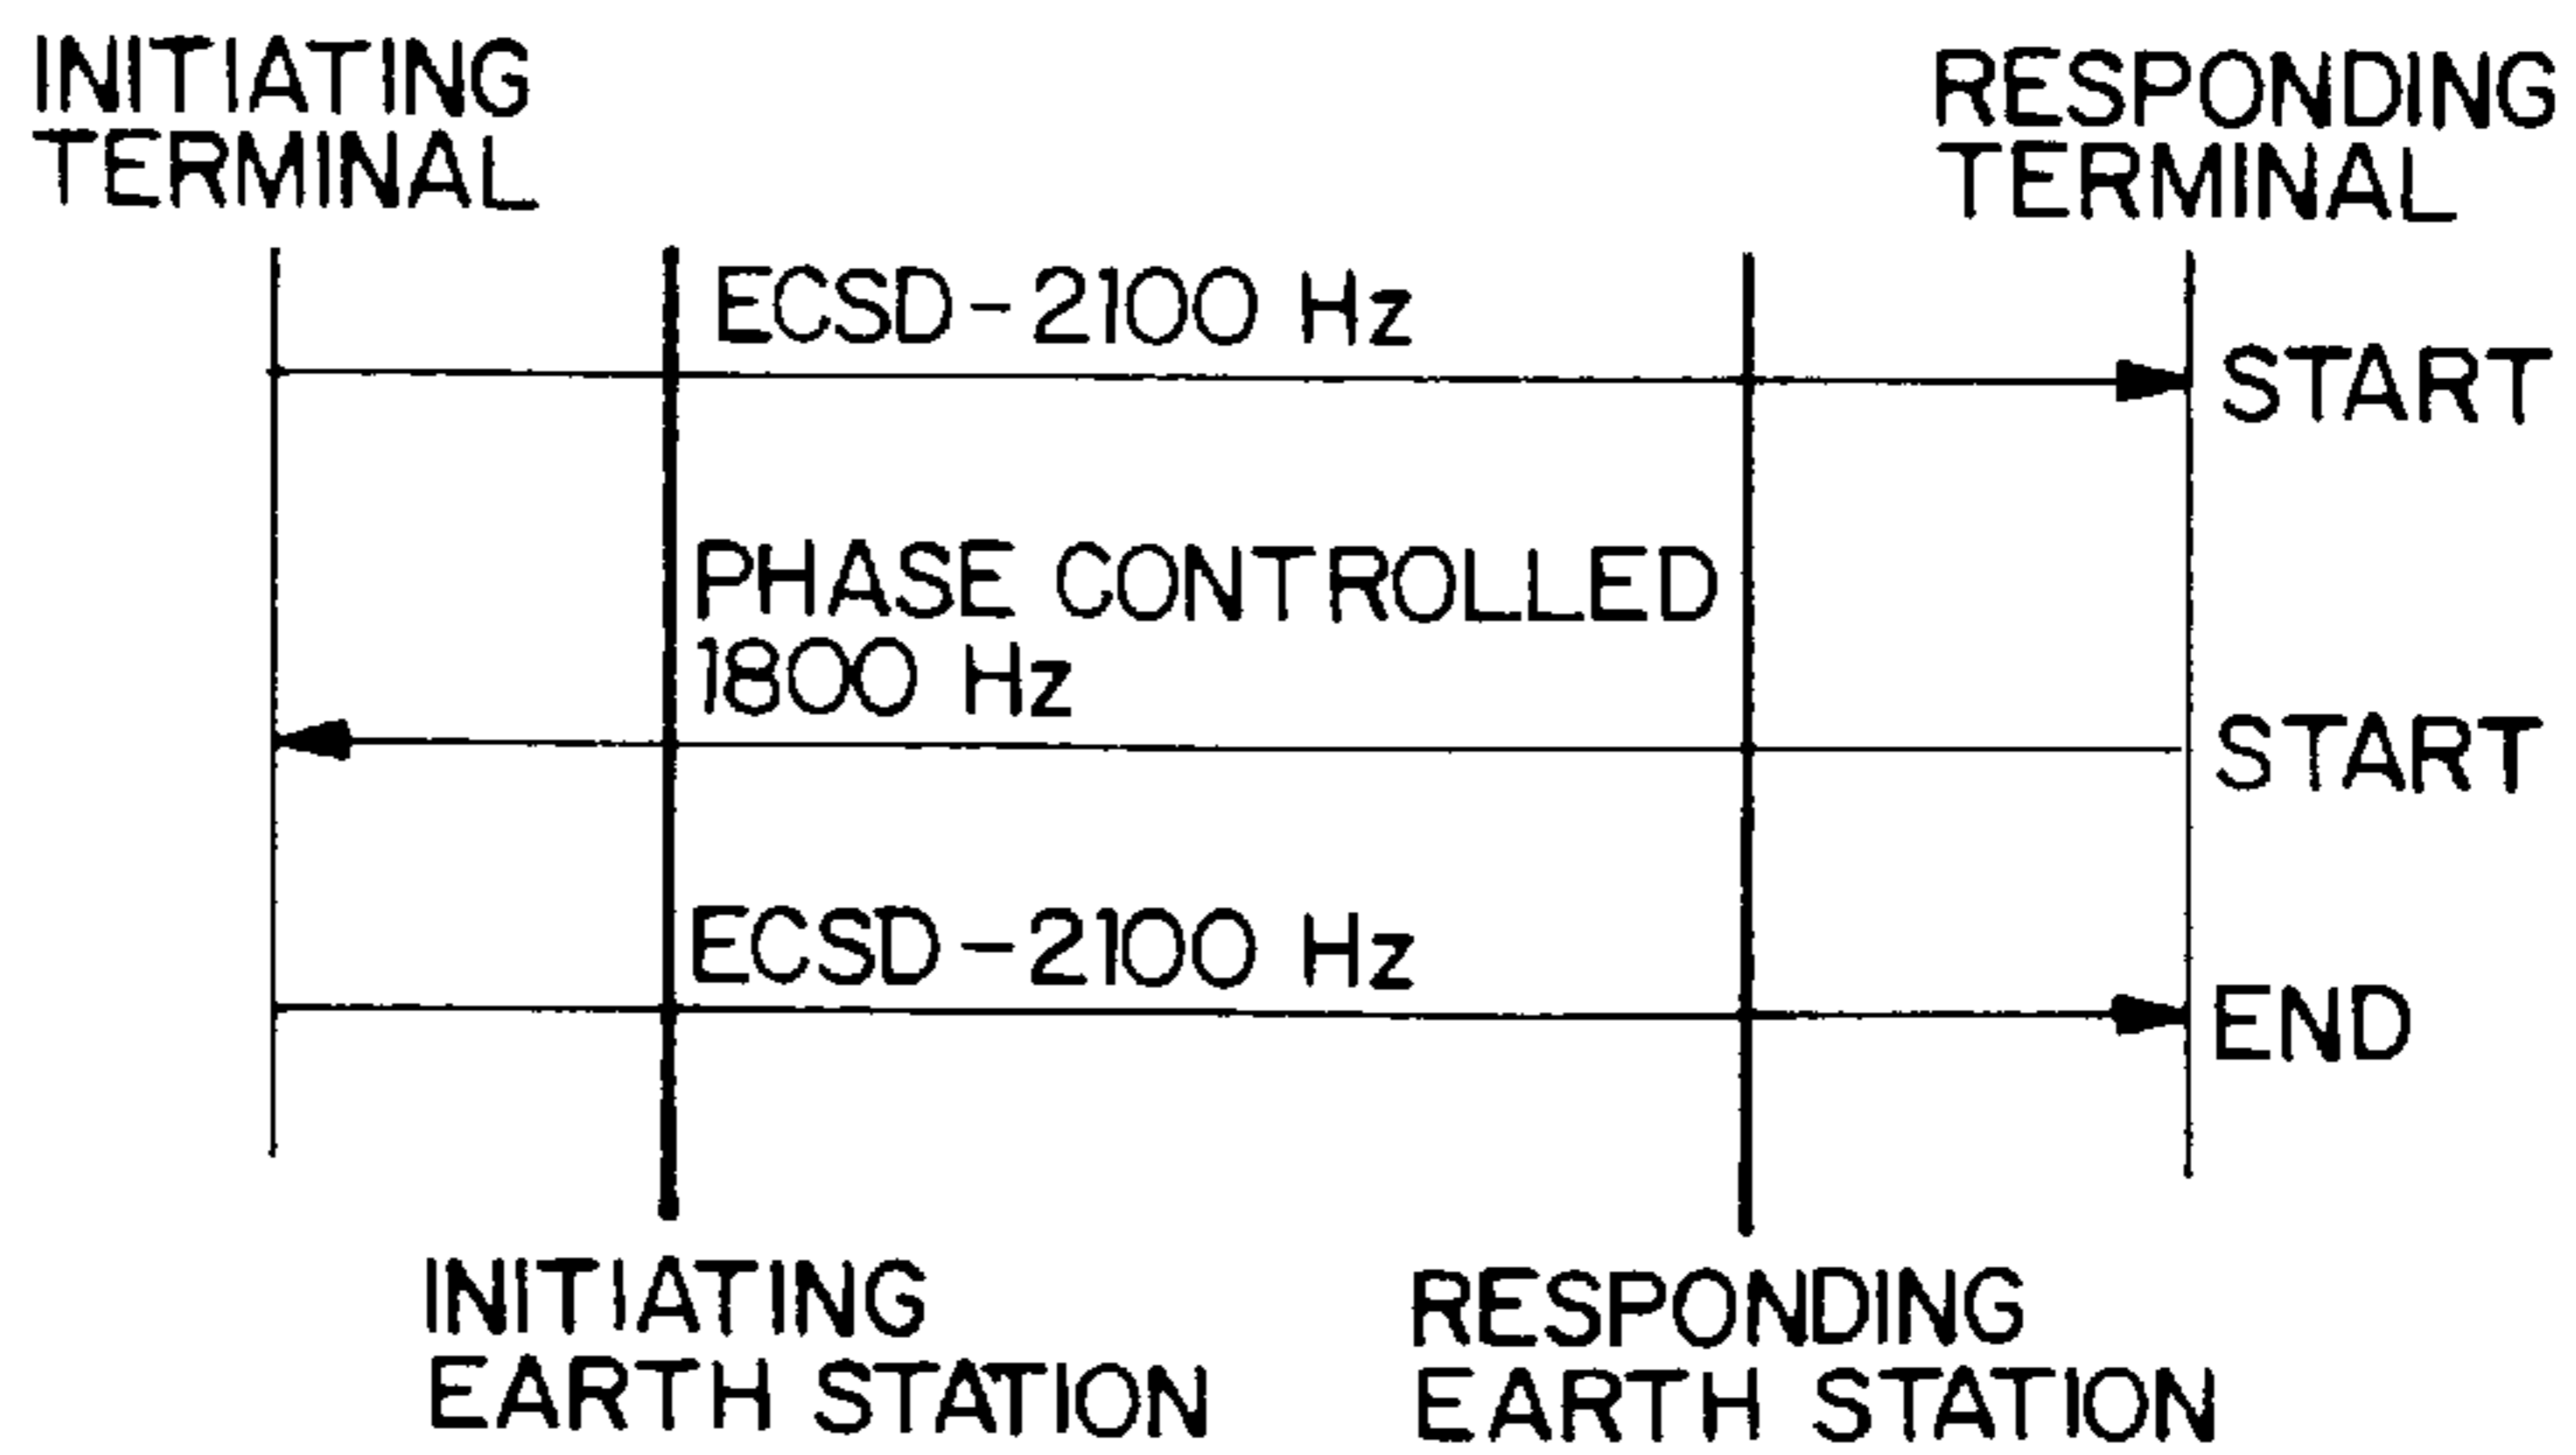 INITIATING
TERMINAL
RESPONDING
TERMINAL
ECSD-2100 Hz
START
PHASE CONTROLLED
1800 Hz
START
ECSD-2100 Hz
END
INITIATING
EARTH STATION
RESPONDING
EARTH STATION